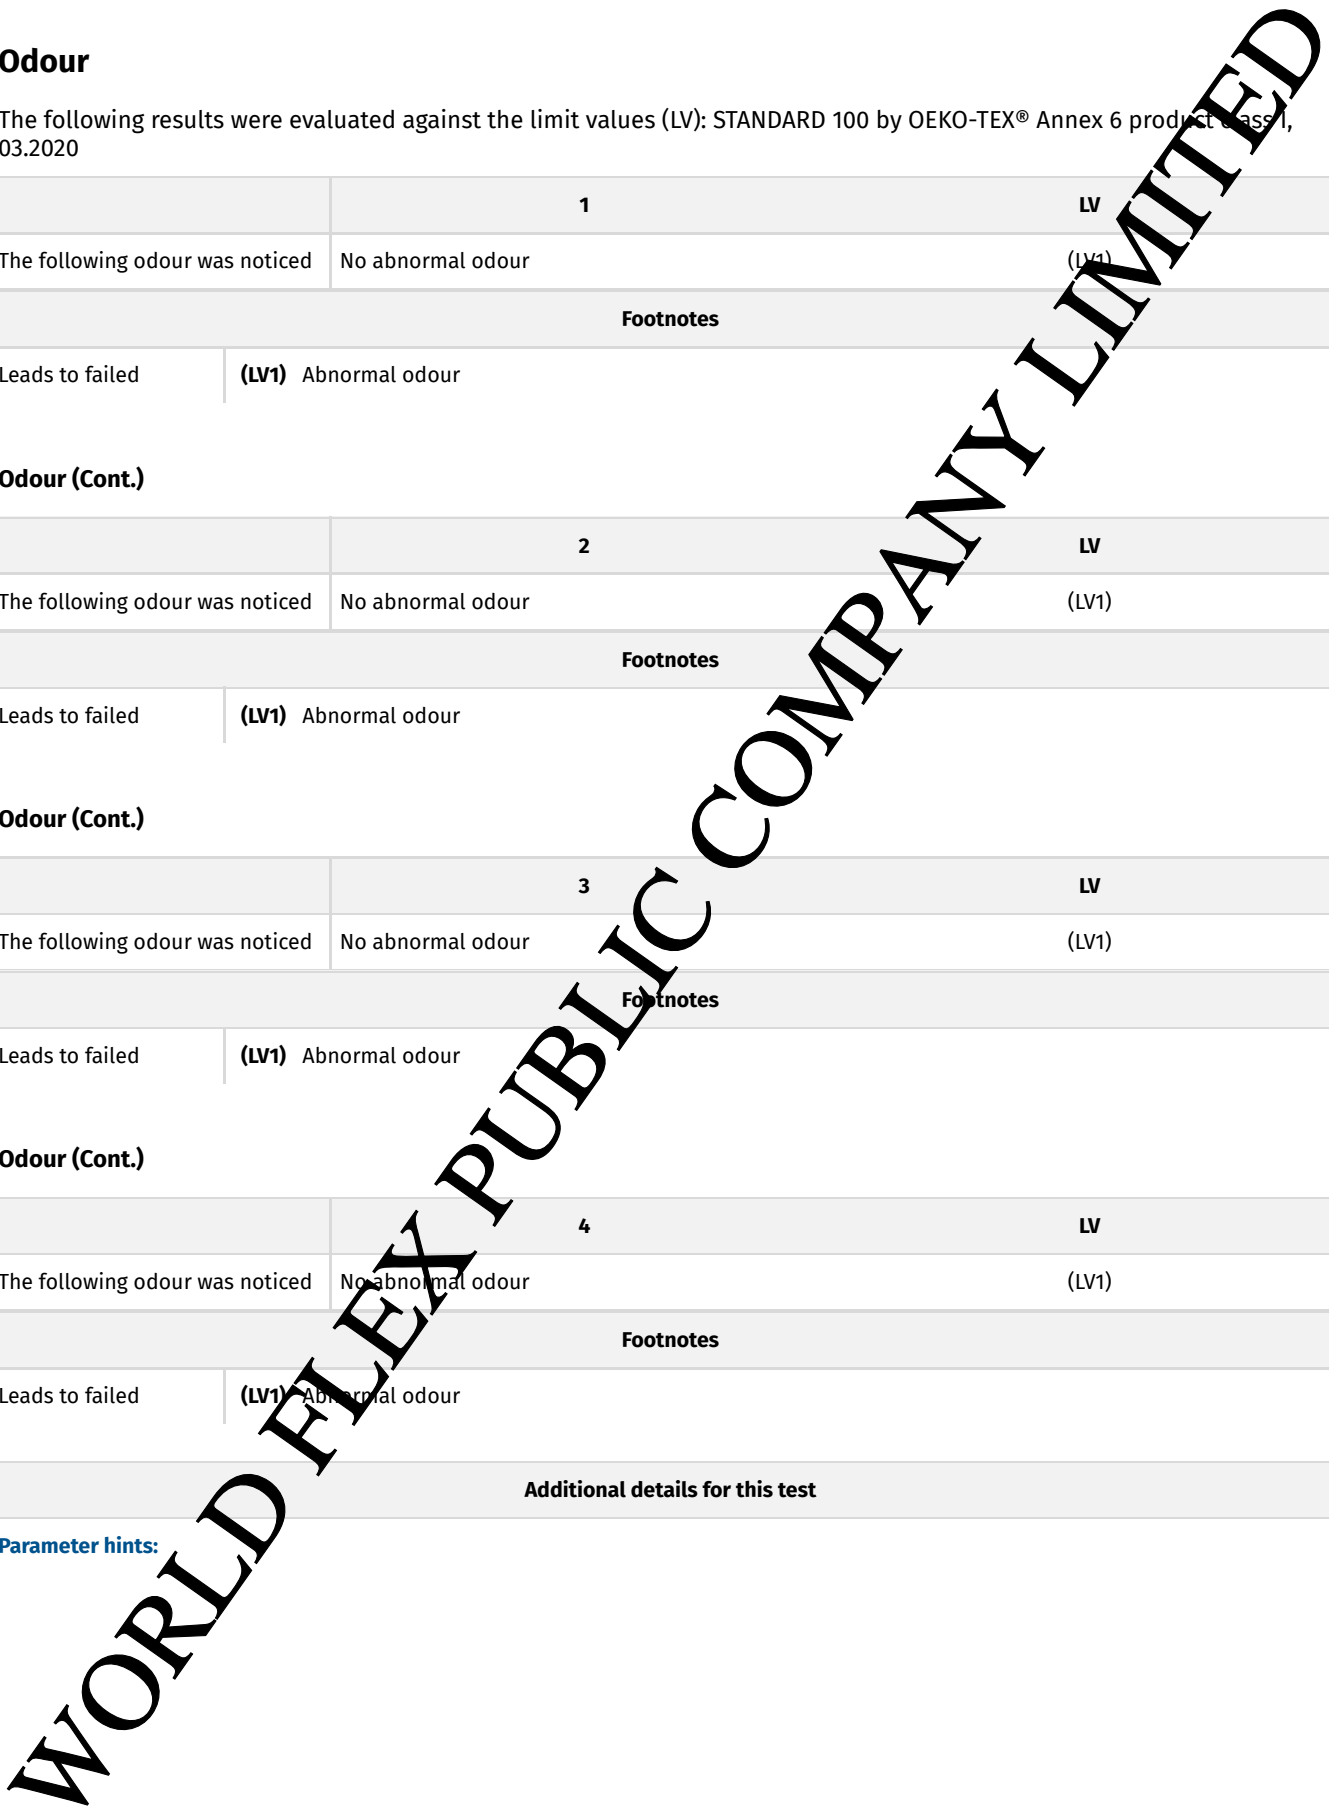 Odour
The following results were evaluated against the limit values (LV): STANDARD 100 by OEKO-TEX® Annex 6 product class I,
03.2020
1 LV
The following odour was noticed No abnormal odour (LV1)
Footnotes
Leads to failed (LV1) Abnormal odour
Odour (Cont.)
2 LV
The following odour was noticed No abnormal odour (LV1)
Footnotes
Leads to failed (LV1) Abnormal odour
Odour (Cont.)
3 LV
The following odour was noticed No abnormal odour (LV1)
Footnotes
Leads to failed (LV1) Abnormal odour
Odour (Cont.)
4 LV
The following odour was noticed No abnormal odour (LV1)
Footnotes
Leads to failed (LV1) Abnormal odour
Additional details for this test
Parameter hints:
WORLD FLEX PUBLIC COMPANY LIMITED